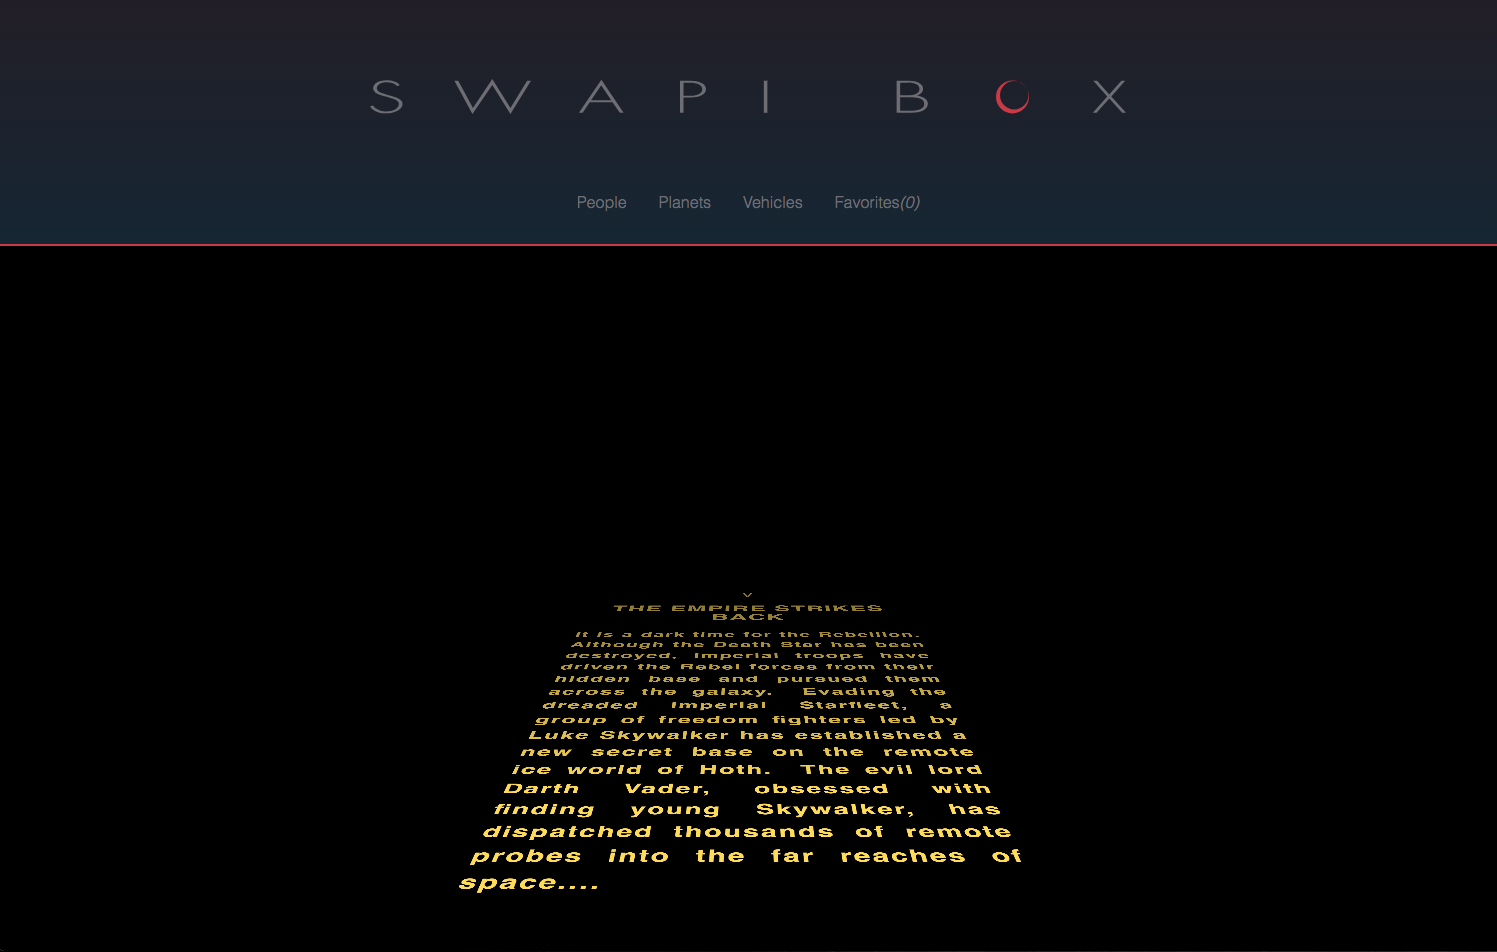 SWAPI BOX
People Planets Vehicles Favorites(0)
V
THE EMPIRE STRIKES
BACK
It is a dark time for the Rebellion.
Although the Death Star has been
destroyed, Imperial troops have
driven the Rebel forces from their
hidden base and pursued them
across the galaxy. Evading the
dreaded Imperial Starfleet, a
group of freedom fighters led by
Luke Skywalker has established a
new secret base on the remote
ice world of Hoth. The evil lord
Darth Vader, obsessed with
finding young Skywalker, has
dispatched thousands of remote
probes into the far reaches of
space....